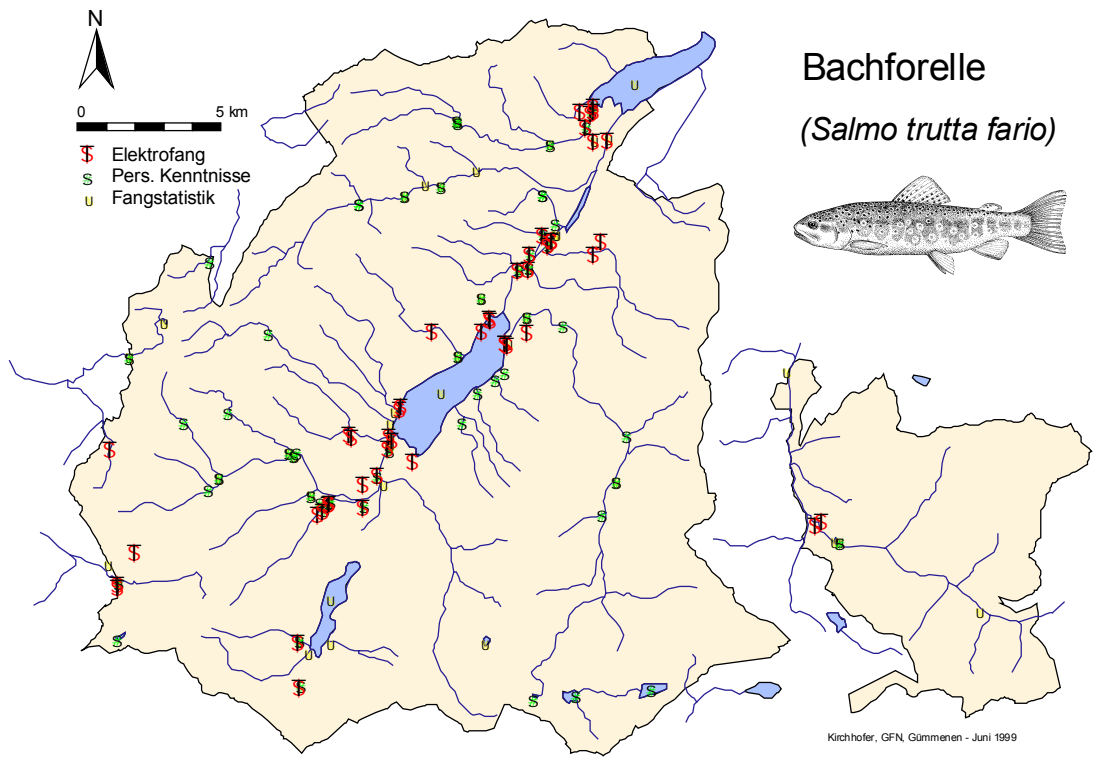 N
0 5 km
Elektrofang
Pers. Kenntnisse
Fangstatistik
Bachforelle
(Salmo trutta fario)
Kirchhofer, GFN, Gümmenen - Juni 1999